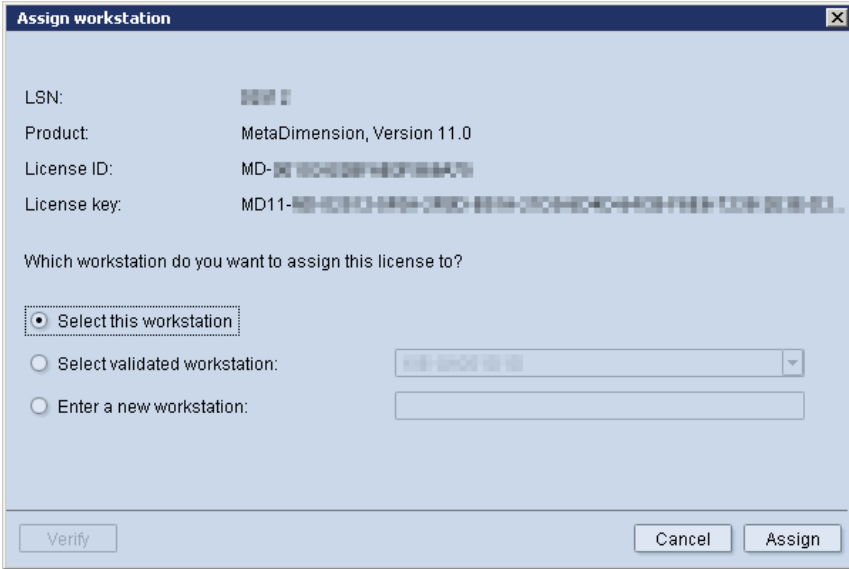 Assign workstation
LSN:
Product: MetaDimension, Version 11.0
License ID: MD-
License key: MD11-
Which workstation do you want to assign this license to?
Select this workstation
Select validated workstation:
Enter a new workstation:
Verify Cancel Assign